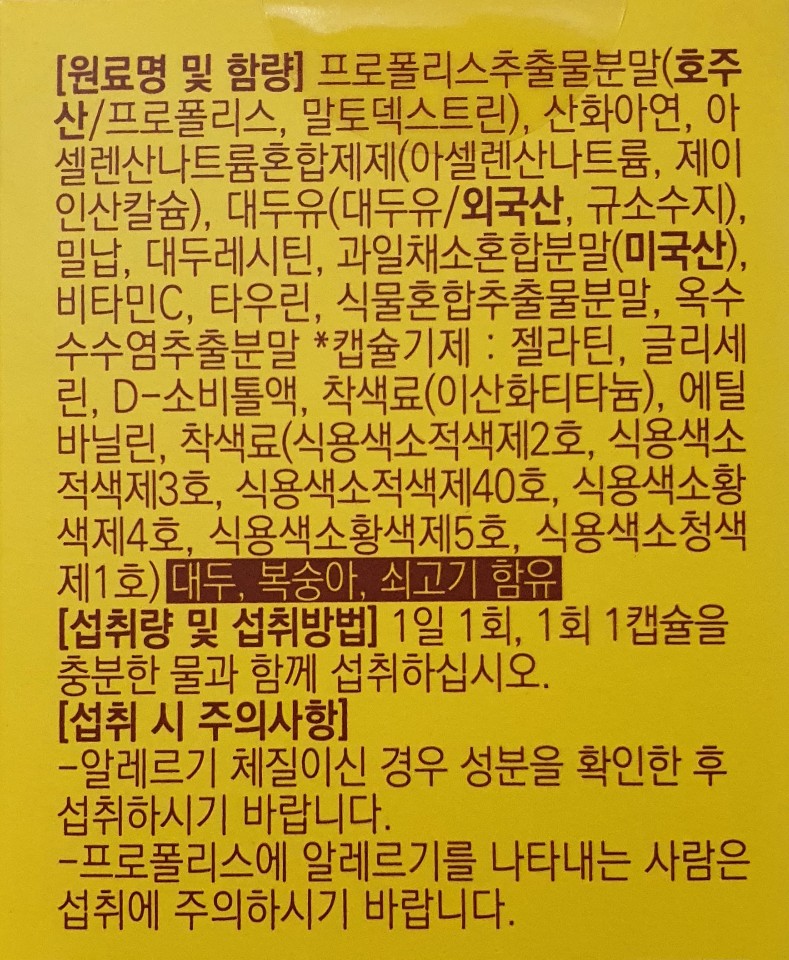 [원료명 및 함량] 프로폴리스추출물분말(호주
산/프로폴리스, 말토덱스트린), 산화아연, 아
셀렌산나트륨혼합제제(아셀렌산나트륨, 제이
인산칼슘), 대두유(대두유/외국산, 규소수지),
밀납, 대두레시틴, 과일채소혼합분말(미국산),
비타민C, 타우린, 식물혼합추출물분말, 옥수
수수염추출분말 *캡슐기제 : 젤라틴, 글리세
린, D-소비톨액, 착색료(이산화티타늄), 에틸
바닐린, 착색료(식용색소적색제2호, 식용색소
적색제3호, 식용색소적색제40호, 식용색소황
색제4호, 식용색소황색제5호, 식용색소청색
제1호) 대두, 복숭아, 쇠고기 함유
[섭취량 및 섭취방법] 1일 1회, 1회 1캡슐을
충분한 물과 함께 섭취하십시오.
[섭취 시 주의사항]
-알레르기 체질이신 경우 성분을 확인한 후
섭취하시기 바랍니다.
-프로폴리스에 알레르기를 나타내는 사람은
섭취에 주의하시기 바랍니다.